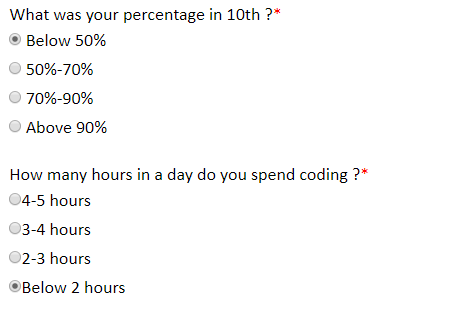 What was your percentage in 10th ?*
Below 50%
50%-70%
70%-90%
Above 90%
How many hours in a day do you spend coding ?*
4-5 hours
3-4 hours
2-3 hours
Below 2 hours